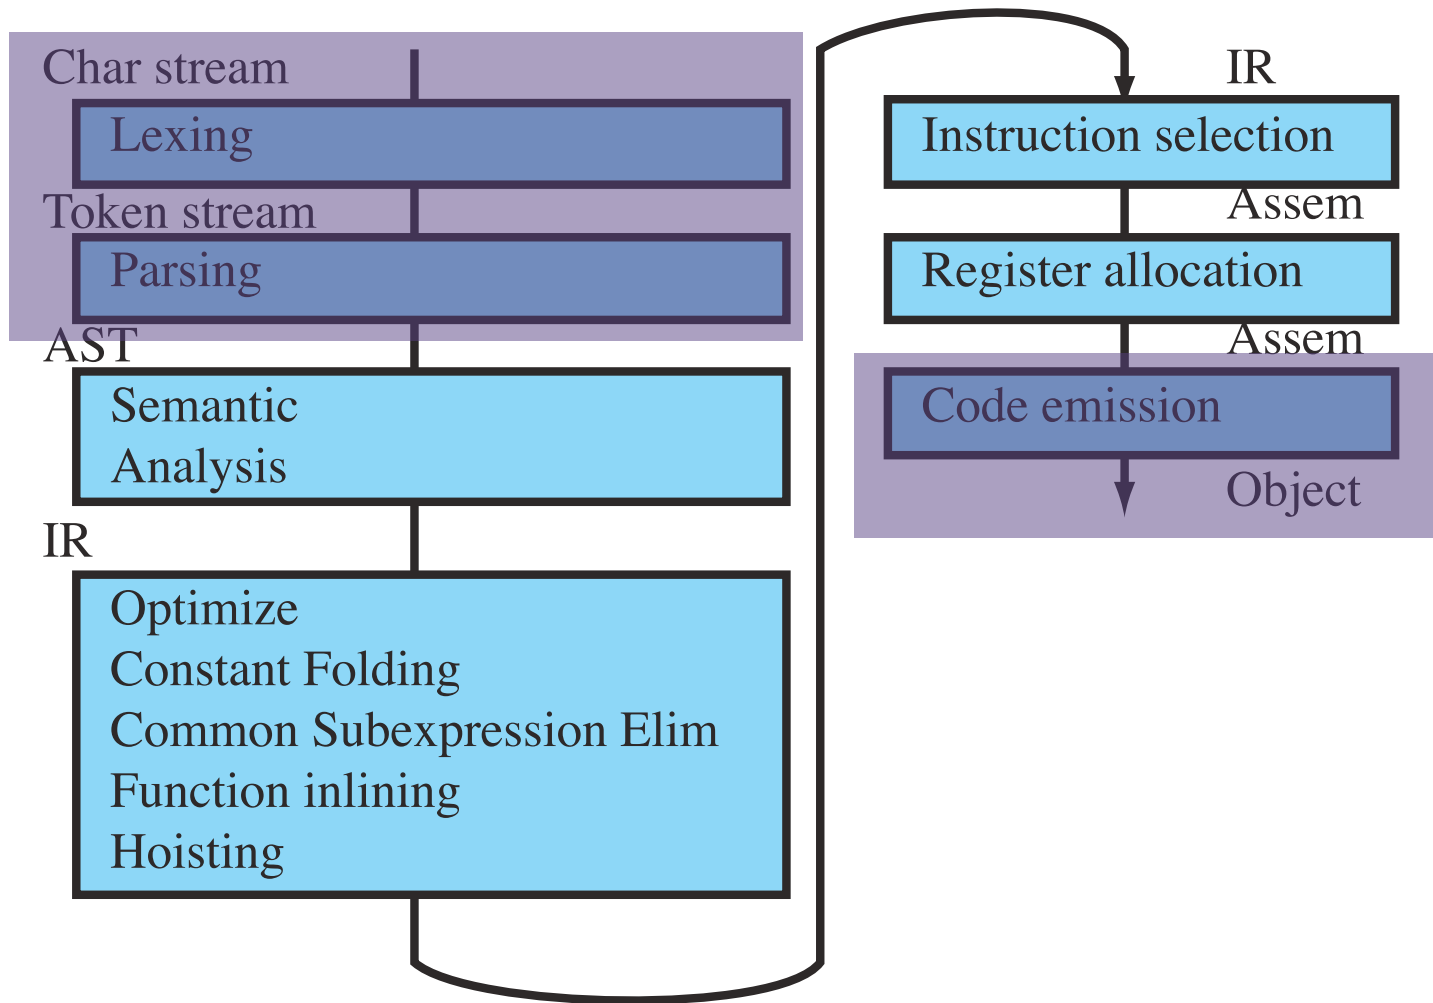 Char stream
Lexing
Token stream
Parsing
AST
Semantic
Analysis
IR
Optimize
Constant Folding
Common Subexpression Elim
Function inlining
Hoisting
IR
Instruction selection
Assem
Register allocation
Assem
Code emission
Object